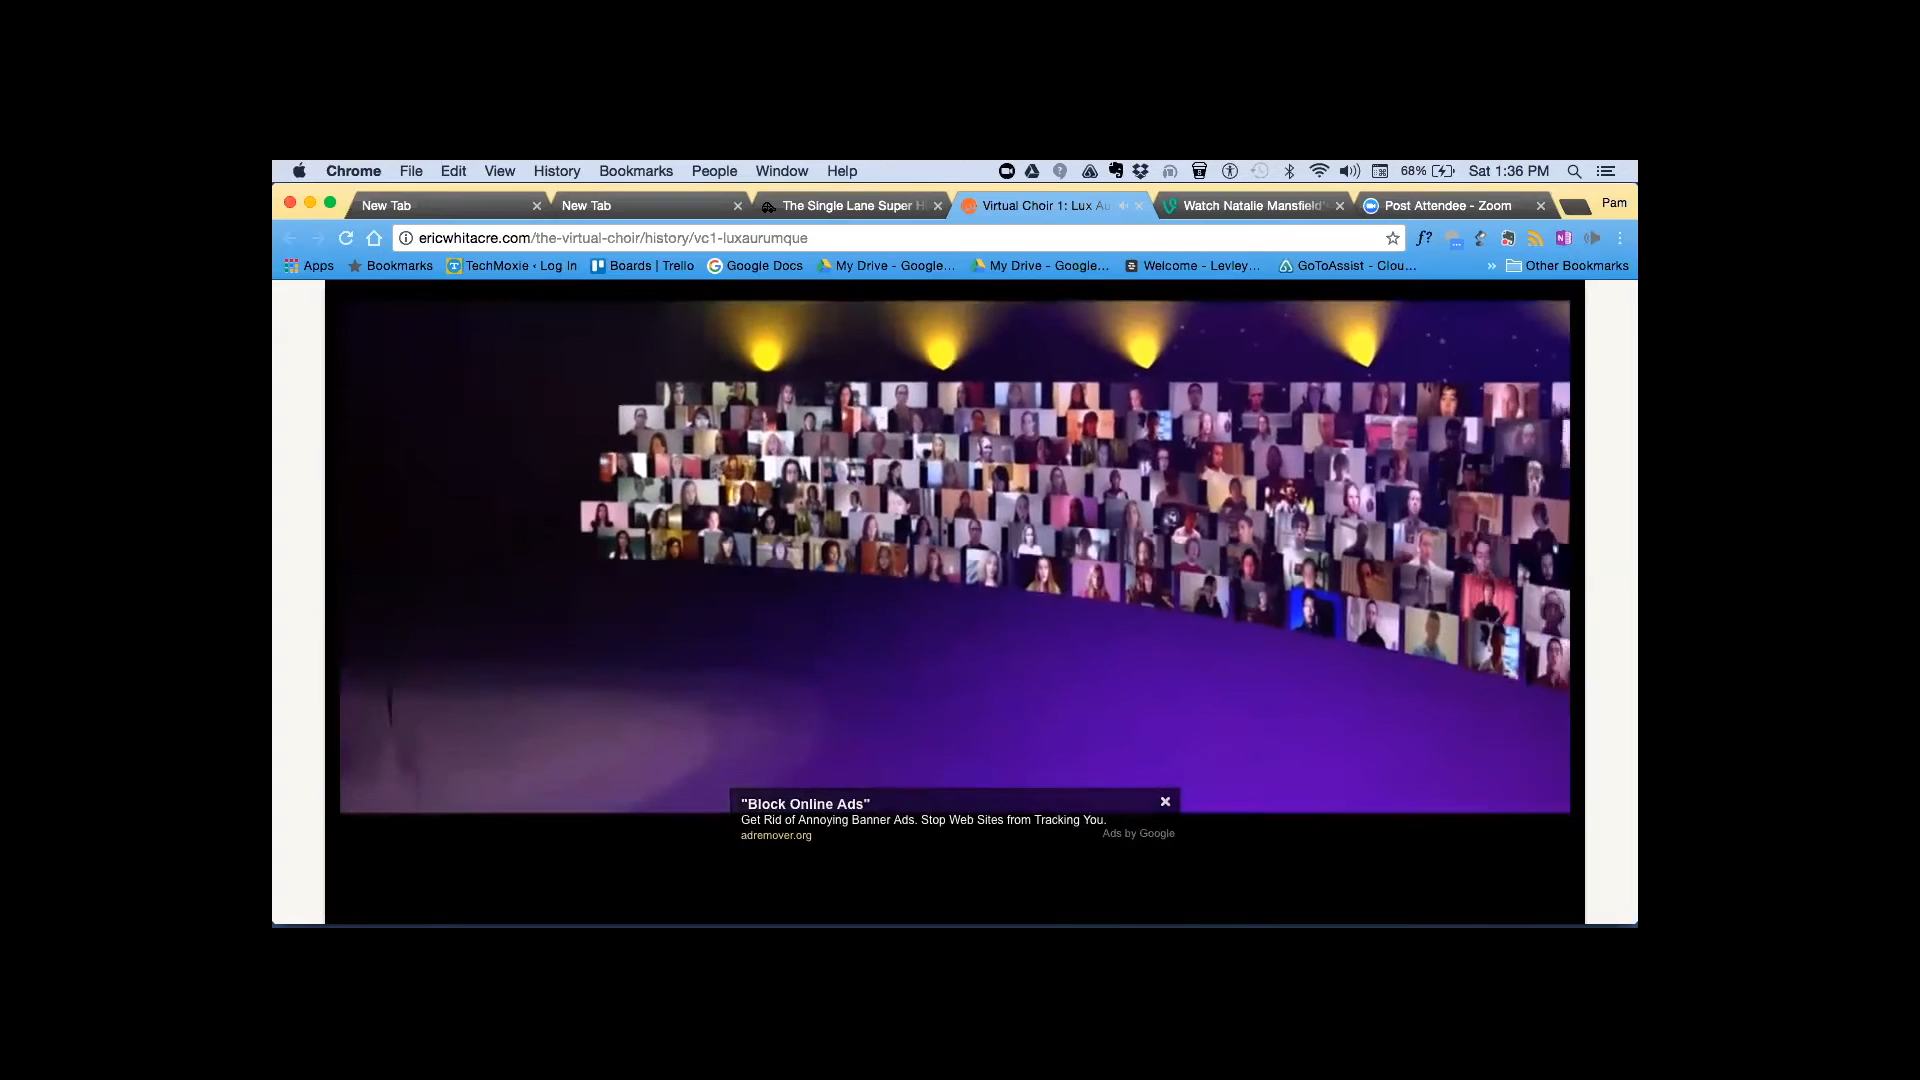 Chrome File Edit View History Bookmarks People Window Help 68% Sat 1:36 PM
New Tab New Tab The Single Lane Super H Virtual Choir 1: Lux Au Watch Natalie Mansfield' Post Attendee - Zoom Pam
ericwhitacre.com/the-virtual-choir/history/vc1-luxaurumque f?
Apps Bookmarks TechMoxie ‹ Log In Boards | Trello Google Docs My Drive - Google... My Drive - Google... Welcome - Levley... GoToAssist - Clou... » Other Bookmarks
"Block Online Ads"
Get Rid of Annoying Banner Ads. Stop Web Sites from Tracking You.
adremover.org Ads by Google